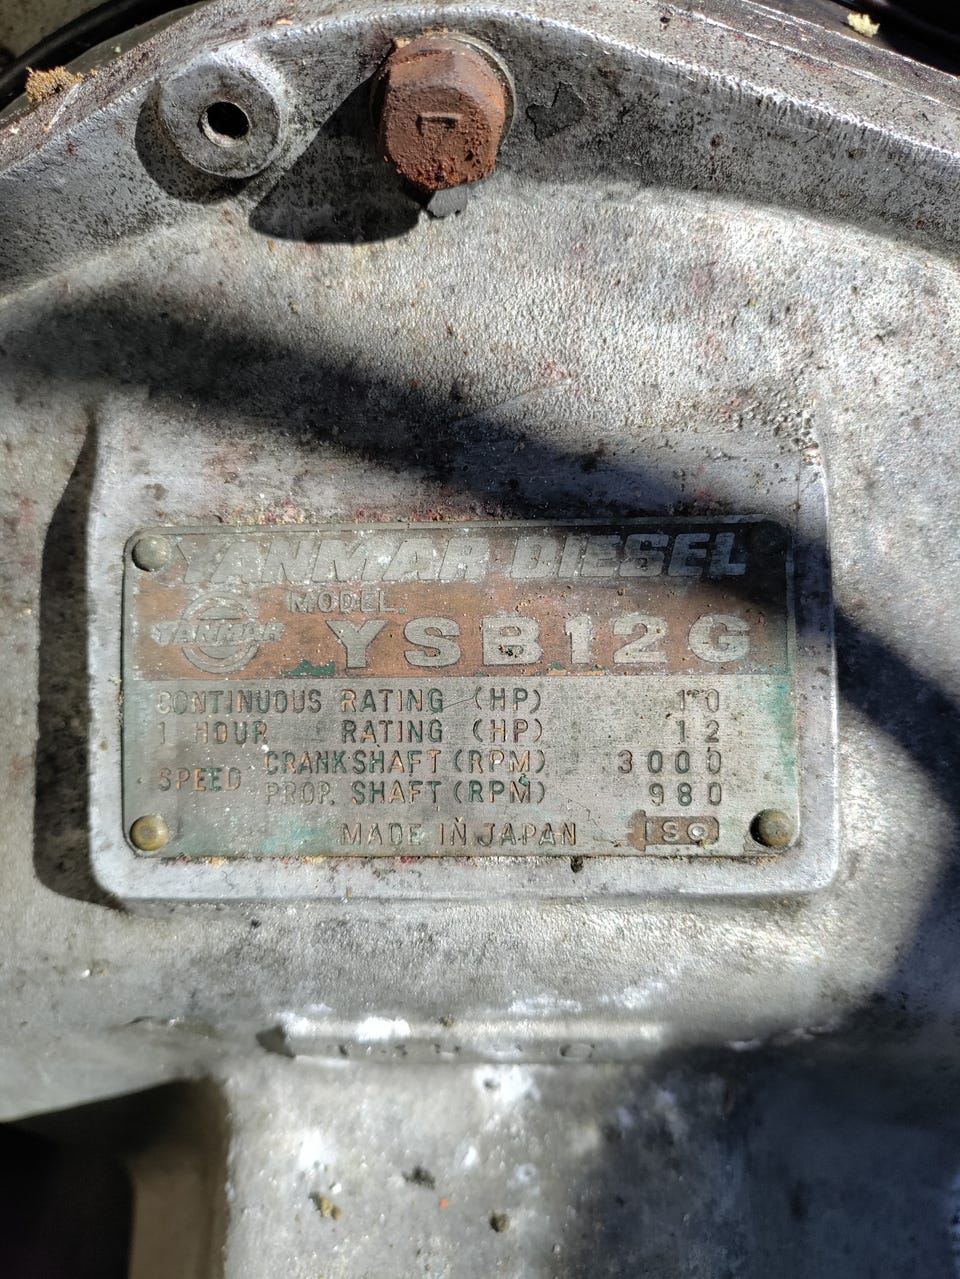 YANMAR DIESEL
MODEL
YANMAR YSB12G
CONTINUOUS RATING (HP) 10
1 HOUR RATING (HP) 12
SPEED
CRANKSHAFT (RPM) 3000
PROP. SHAFT (RPM) 980
MADE IN JAPAN ISO